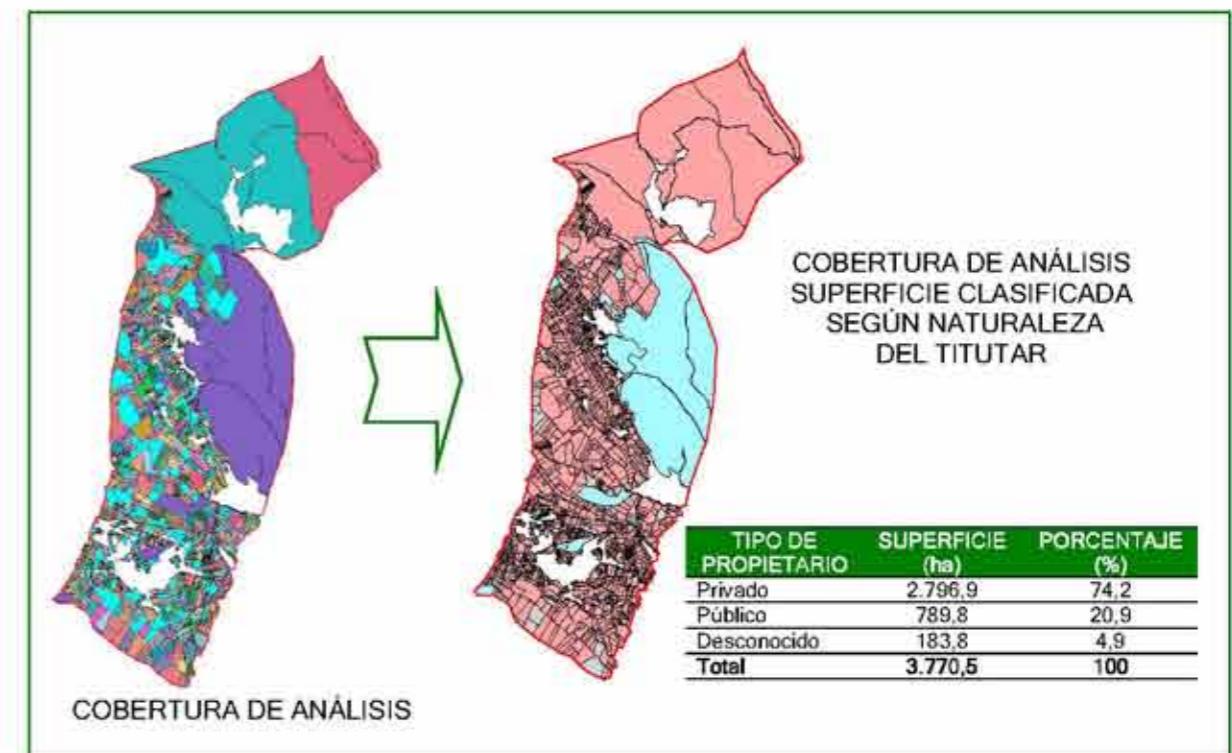 COBERTURA DE ANÁLISIS
SUPERFICIE CLASIFICADA
SEGÚN NATURALEZA
DEL TITUTAR
TIPO DE PROPIETARIO SUPERFICIE (ha) PORCENTAJE (%)
Privado 2.796,9 74,2
Público 789,8 20,9
Desconocido 183,8 4,9
Total 3.770,5 100
COBERTURA DE ANÁLISIS